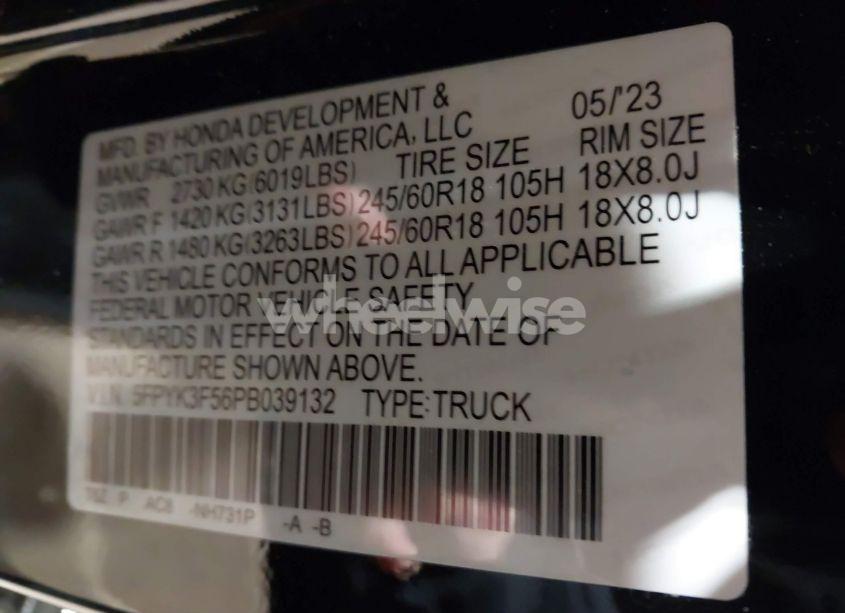 MFD. BY HONDA DEVELOPMENT & 05/'23
MANUFACTURING OF AMERICA, LLC
GVWR 2730 KG (6019LBS) TIRE SIZE RIM SIZE
GAWR F 1420 KG (3131LBS) 245/60R18 105H 18X8.0J
GAWR R 1480 KG (3263LBS) 245/60R18 105H 18X8.0J
THIS VEHICLE CONFORMS TO ALL APPLICABLE
FEDERAL MOTOR VEHICLE SAFETY
STANDARDS IN EFFECT ON THE DATE OF
MANUFACTURE SHOWN ABOVE.
V.I.N. 5FPYK3F56PB039132 TYPE:TRUCK
T6Z P AC8 -NH731P -A -B
wheelwise